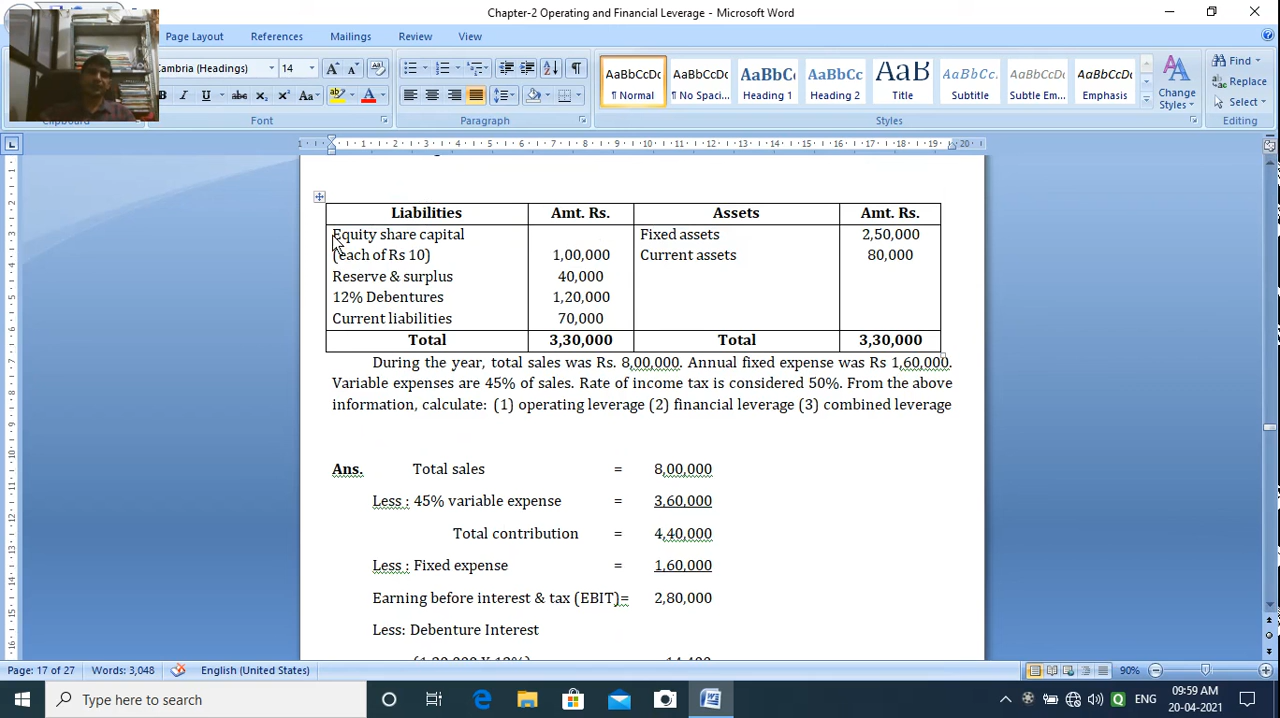 Chapter-2 Operating and Financial Leverage - Microsoft Word
Page Layout References Mailings Review View
Cambria (Headings) 14
Font Paragraph Styles Editing
AaBbCcDc AaBbCcDc AaBbCc AaBbCc AaB AaBbCcL AaBbCcDc AaBbCcDc
¶ Normal ¶ No Spaci... Heading 1 Heading 2 Title Subtitle Subtle Em... Emphasis
Change Styles
Find
Replace
Select
Liabilities Amt. Rs. Assets Amt. Rs.
Equity share capital Fixed assets 2,50,000
(each of Rs 10) 1,00,000 Current assets 80,000
Reserve & surplus 40,000
12% Debentures 1,20,000
Current liabilities 70,000
Total 3,30,000 Total 3,30,000
During the year, total sales was Rs. 8,00,000. Annual fixed expense was Rs 1,60,000.
Variable expenses are 45% of sales. Rate of income tax is considered 50%. From the above
information, calculate: (1) operating leverage (2) financial leverage (3) combined leverage
Ans. Total sales = 8,00,000
Less : 45% variable expense = 3,60,000
Total contribution = 4,40,000
Less : Fixed expense = 1,60,000
Earning before interest & tax (EBIT)= 2,80,000
Less: Debenture Interest
Page: 17 of 27 Words: 3,048 English (United States) 90%
Type here to search
ENG
09:59 AM
20-04-2021